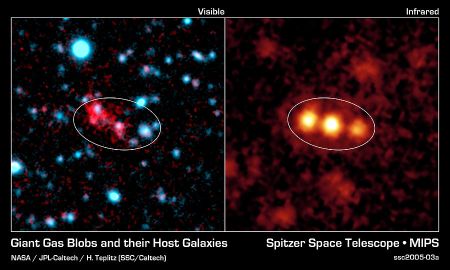 Visible
Infrared
Giant Gas Blobs and their Host Galaxies
Spitzer Space Telescope • MIPS
NASA / JPL-Caltech / H. Teplitz (SSC/Caltech)
ssc2005-03a